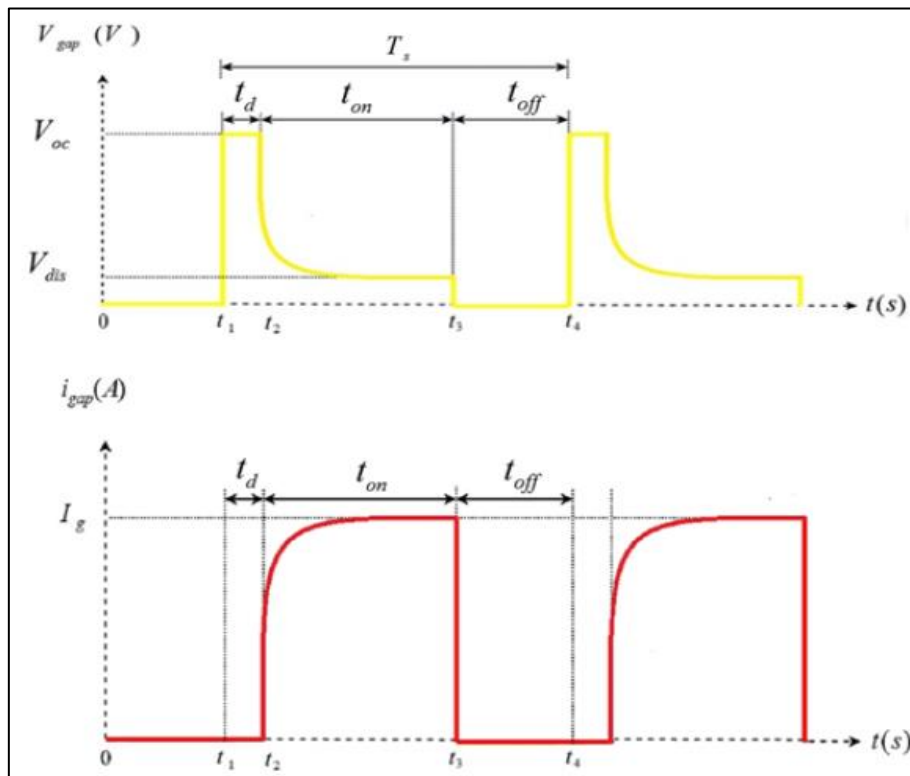 V_gap (V)
T_s
t_d t_on t_off
V_oc
V_dis
0 t_1 t_2 t_3 t_4 t(s)
i_gap(A)
t_d t_on t_off
I_g
0 t_1 t_2 t_3 t_4 t(s)